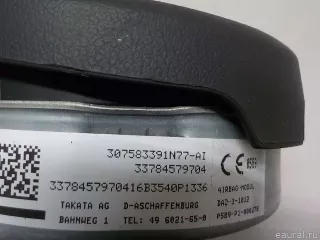 307583391N77-AI
33784579704
3378457970416B3540P1336
TAKATA AG D-ASCHAFFENBURG
BAHNWEG 1 TEL: 49 6021-65-0
CE 0589
AIRBAG-MODUL
eaural.ru